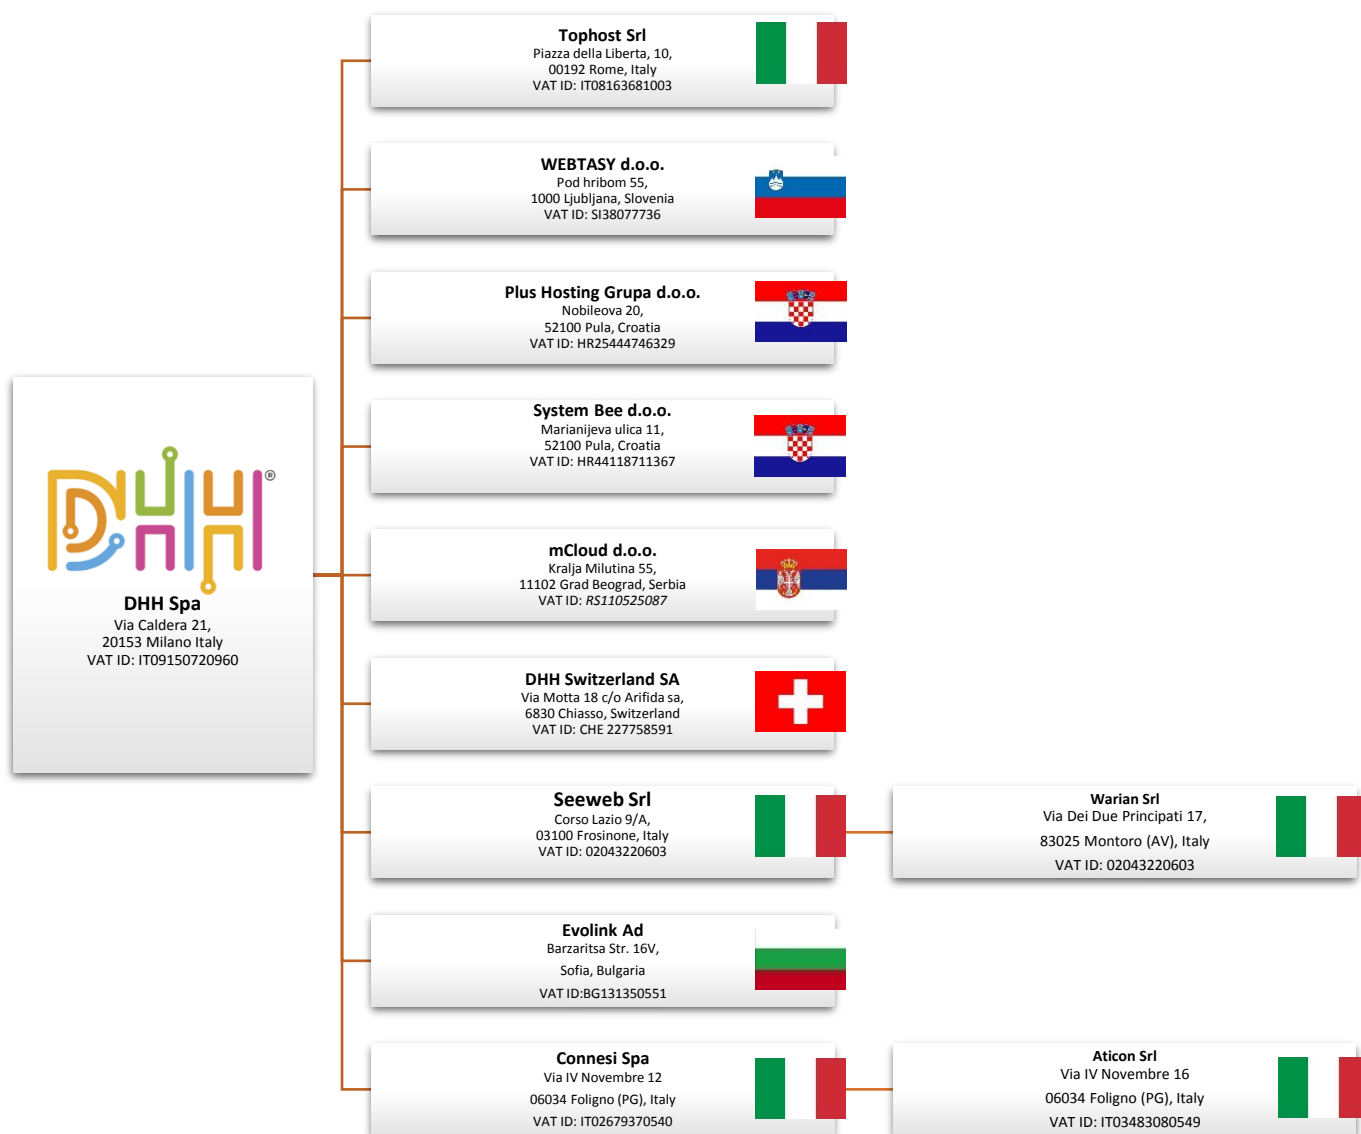 Tophost Srl
Piazza della Liberta, 10,
00192 Rome, Italy
VAT ID: IT08163681003
WEBTASY d.o.o.
Pod hribom 55,
1000 Ljubljana, Slovenia
VAT ID: SI38077736
Plus Hosting Grupa d.o.o.
Nobileova 20,
52100 Pula, Croatia
VAT ID: HR25444746329
System Bee d.o.o.
Marianijeva ulica 11,
52100 Pula, Croatia
VAT ID: HR44118711367
DHH®
DHH Spa
Via Caldera 21,
20153 Milano Italy
VAT ID: IT09150720960
mCloud d.o.o.
Kralja Milutina 55,
11102 Grad Beograd, Serbia
VAT ID: RS110525087
DHH Switzerland SA
Via Motta 18 c/o Arifida sa,
6830 Chiasso, Switzerland
VAT ID: CHE 227758591
Seeweb Srl
Corso Lazio 9/A,
03100 Frosinone, Italy
VAT ID: 02043220603
Warian Srl
Via Dei Due Principati 17,
83025 Montoro (AV), Italy
VAT ID: 02043220603
Evolink Ad
Barzaritsa Str. 16V,
Sofia, Bulgaria
VAT ID:BG131350551
Connesi Spa
Via IV Novembre 12
06034 Foligno (PG), Italy
VAT ID: IT02679370540
Aticon Srl
Via IV Novembre 16
06034 Foligno (PG), Italy
VAT ID: IT03483080549